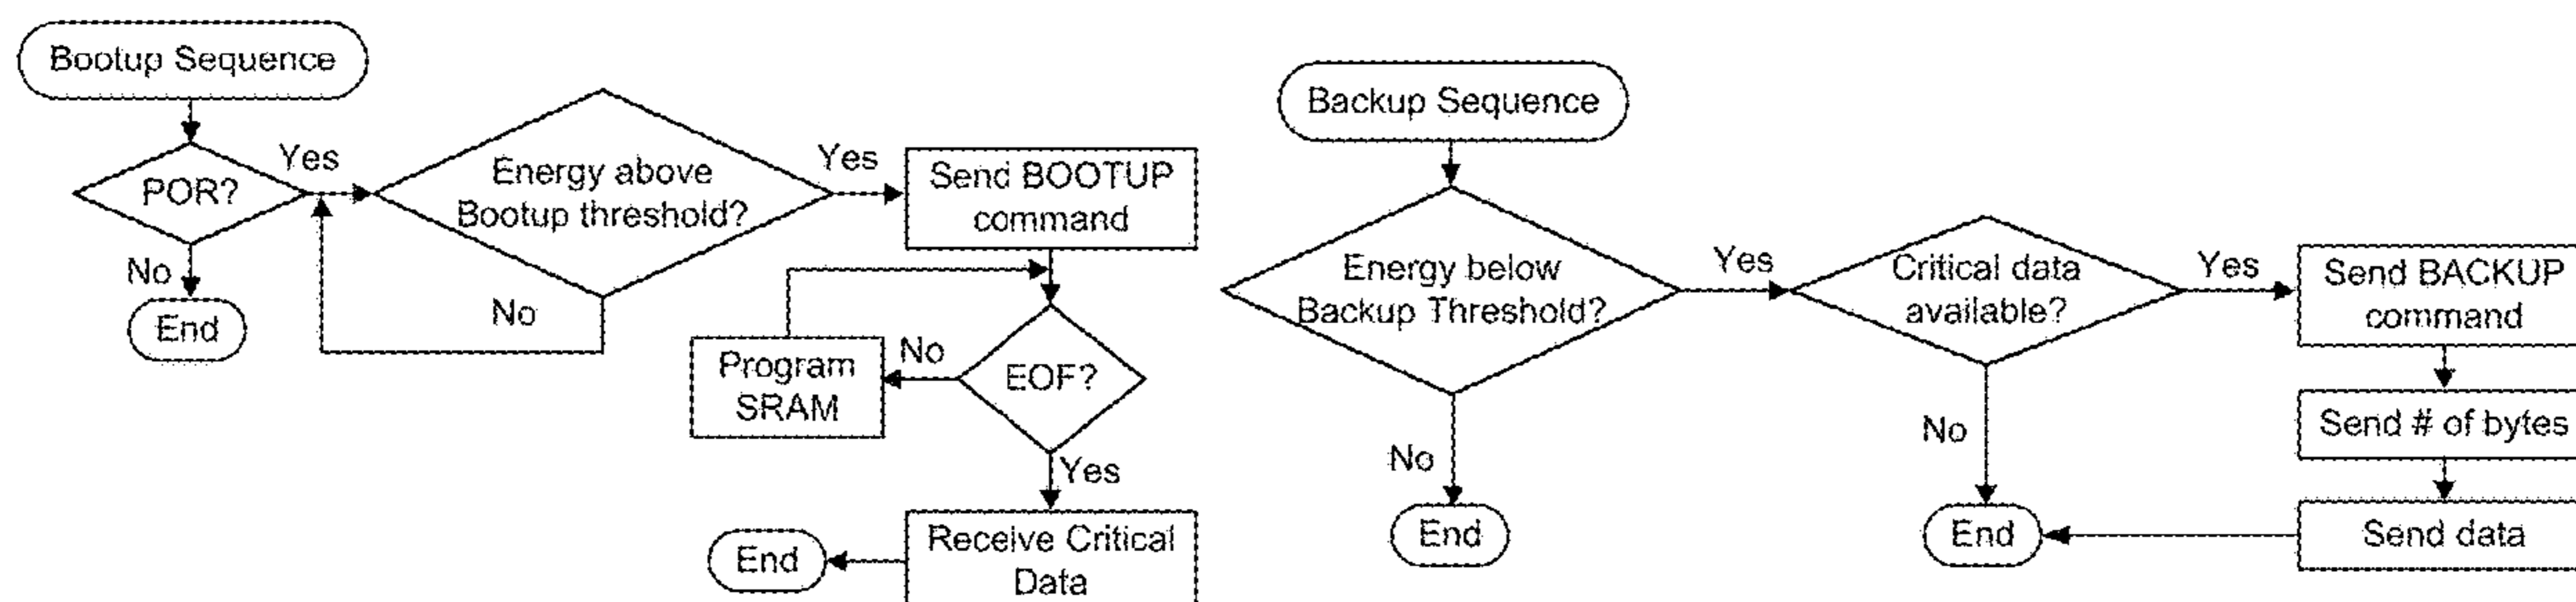 Bootup Sequence
POR?
Yes
No
End
Energy above
Bootup threshold?
No
Yes
Send BOOTUP
command
EOF?
No
Program
SRAM
Yes
Receive Critical
Data
End
Backup Sequence
Energy below
Backup Threshold?
No
End
Yes
Critical data
available?
No
End
Yes
Send BACKUP
command
Send # of bytes
Send data